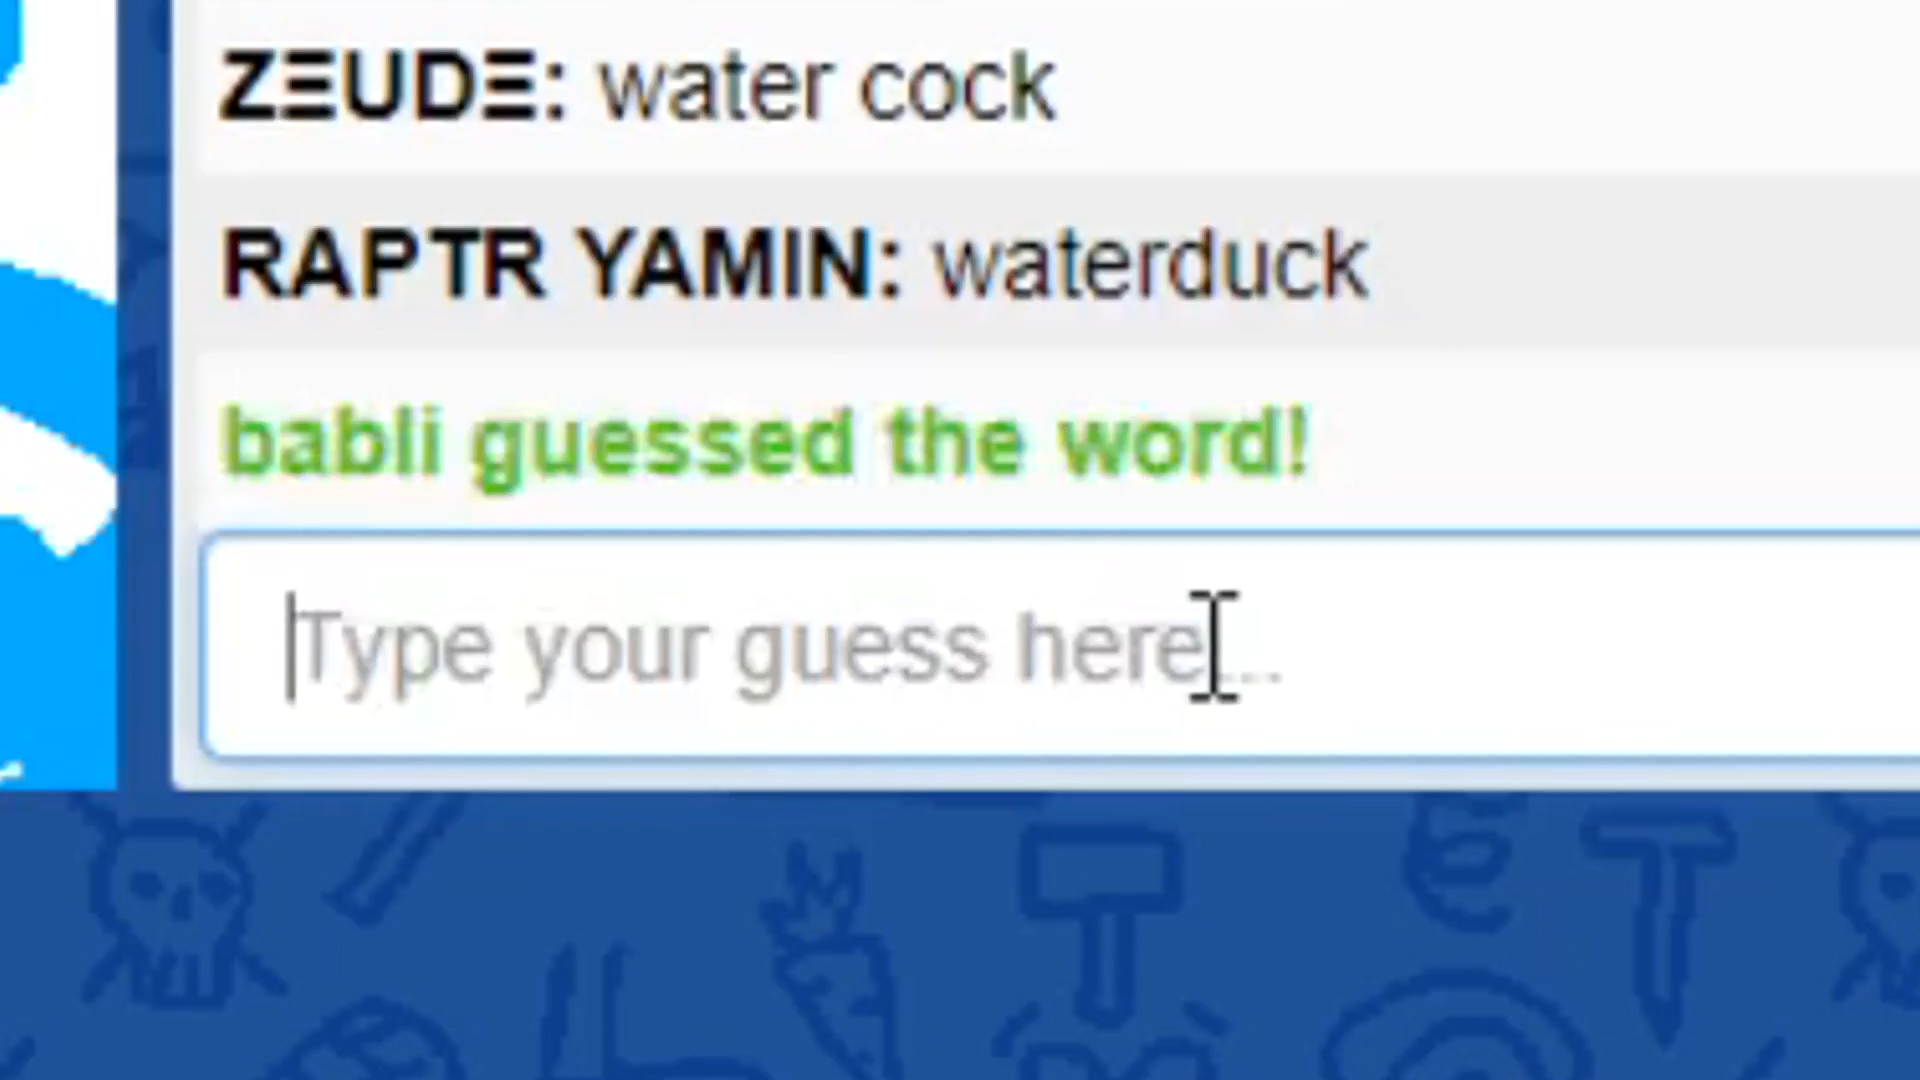 ZΞUDΞ: water cock
RAPTR YAMIN: waterduck
babli guessed the word!
Type your guess here...